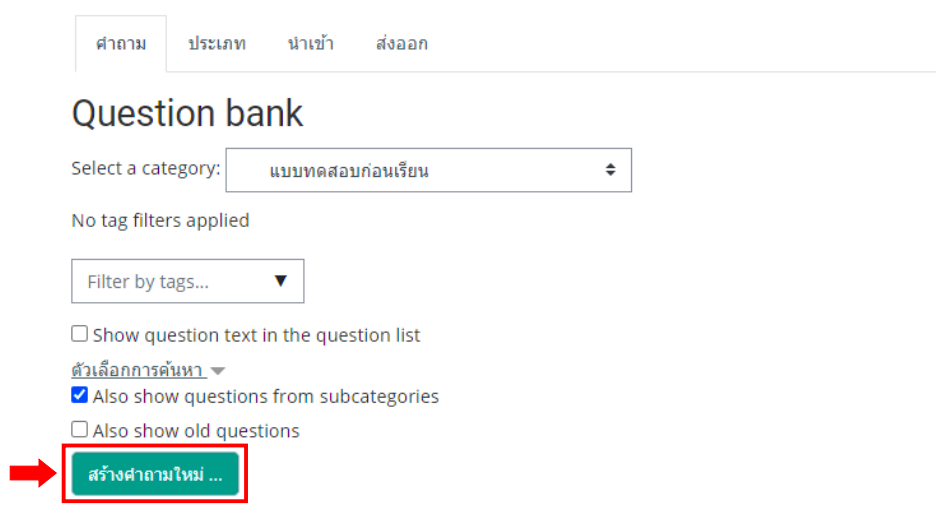 คำถาม ประเภท นำเข้า ส่งออก
Question bank
Select a category: แบบทดสอบก่อนเรียน
No tag filters applied
Filter by tags... ▼
Show question text in the question list
ตัวเลือกการค้นหา
Also show questions from subcategories
Also show old questions
สร้างคำถามใหม่ ...